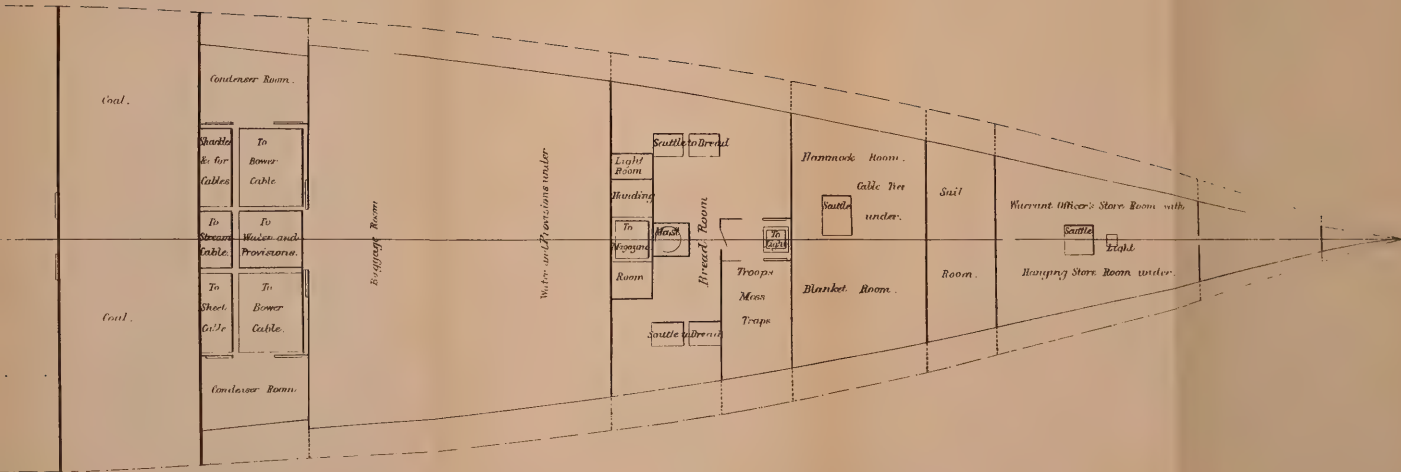 Coal.
Coal.
Condenser Room.
Shackles
&c for
Cables
To
Bower
Cable
To
Stream
Cable.
To
Water and
Provisions.
To
Sheet
Cable
To
Bower
Cable.
Condenser Room.
Baggage Room
Water and Provisions under
Light
Room
Handing
To
Magazine
Room
Scuttle to Bread
Mast
Bread Room
Scuttle to Bread
To
Light
Troops
Mess
Traps
Hammock Room.
Cable Tier
under.
Scuttle
Blanket Room.
Sail
Room.
Warrant Officer's Store Room with
Scuttle
Light
Hanging Store Room under.